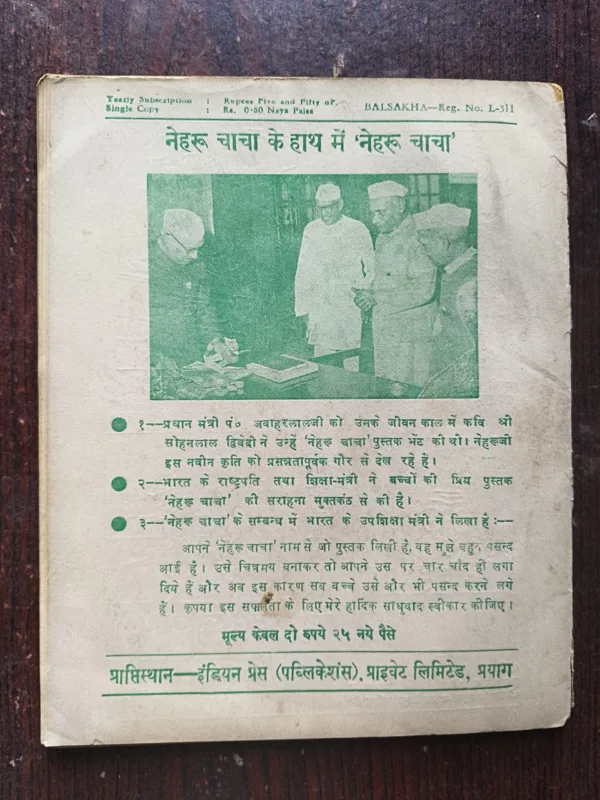 Yearly Subscription : Rupees Five and Fifty nP.
Single Copy : Rs. 0-50 Naya Paisa
BALSAKHA—Reg. No. L-311
नेहरू चाचा के हाथ में 'नेहरू चाचा'
१—प्रधान मंत्री पं० जवाहरलालजी को उनके जीवन काल में कवि श्री
सोहनलाल द्विवेदी ने उन्हें 'नेहरू चाचा' पुस्तक भेंट की थी। नेहरूजी
इस नवीन कृति को प्रसन्नतापूर्वक गौर से देख रहें हैं।
२—भारत के राष्ट्रपति तथा शिक्षा-मंत्री ने बच्चों की प्रिय पुस्तक
'नेहरू चाचा' की सराहना मुक्तकंठ से की है।
३—'नेहरू चाचा' के सम्बन्ध में भारत के उपशिक्षा मंत्री ने लिखा है :—
आपने 'नेहरू चाचा' नाम से जो पुस्तक लिखी है, वह मुझे बहुत पसन्द
आई है। उसे चित्रमय बनाकर तो आपने उस पर चार चाँद ही लगा
दिये हैं और अब इस कारण सब बच्चे उसे और भी पसन्द करने लगे
हैं। कृपया इस सफलता के लिए मेरे हार्दिक साधुवाद स्वीकार कीजिए।
मूल्य केवल दो रुपये २५ नये पैसे
प्राप्तिस्थान—इंडियन प्रेस (पब्लिकेशंस), प्राइवेट लिमिटेड, प्रयाग